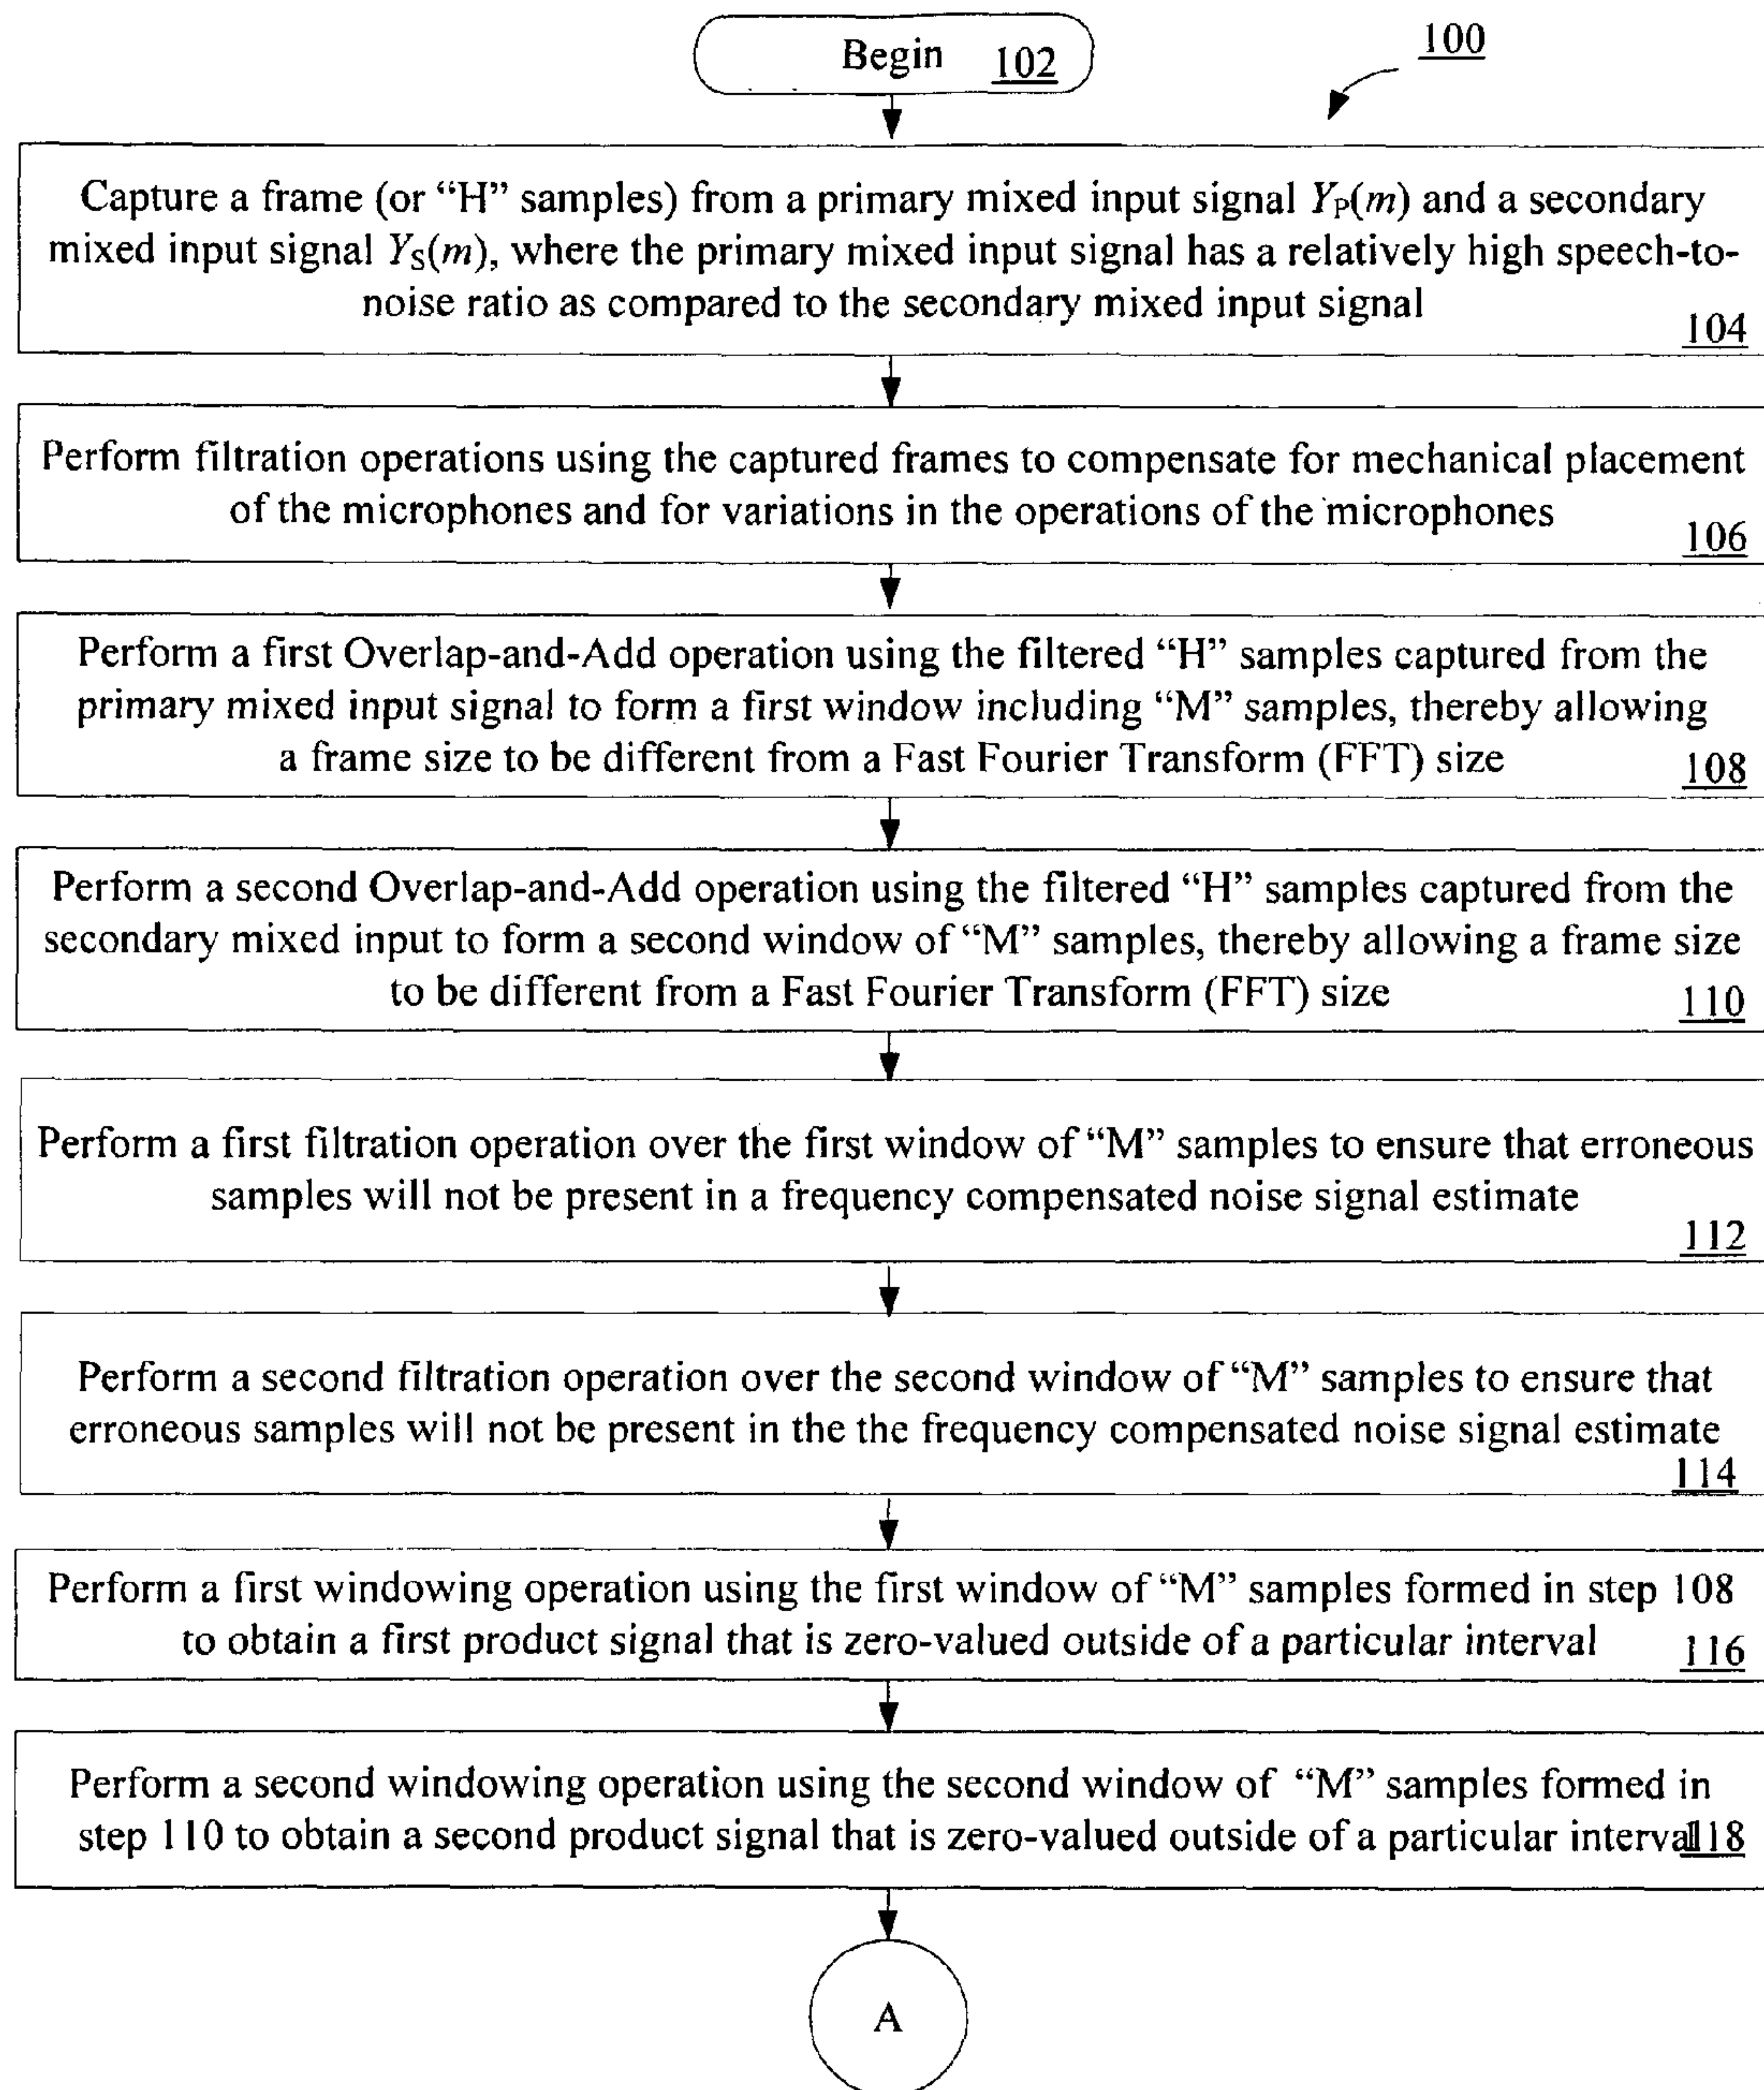 Begin 102
100
Capture a frame (or “H” samples) from a primary mixed input signal YP(m) and a secondary
mixed input signal YS(m), where the primary mixed input signal has a relatively high speech-to-
noise ratio as compared to the secondary mixed input signal
104
Perform filtration operations using the captured frames to compensate for mechanical placement
of the microphones and for variations in the operations of the microphones
106
Perform a first Overlap-and-Add operation using the filtered “H” samples captured from the
primary mixed input signal to form a first window including “M” samples, thereby allowing
a frame size to be different from a Fast Fourier Transform (FFT) size
108
Perform a second Overlap-and-Add operation using the filtered “H” samples captured from the
secondary mixed input to form a second window of “M” samples, thereby allowing a frame size
to be different from a Fast Fourier Transform (FFT) size
110
Perform a first filtration operation over the first window of “M” samples to ensure that erroneous
samples will not be present in a frequency compensated noise signal estimate
112
Perform a second filtration operation over the second window of “M” samples to ensure that
erroneous samples will not be present in the the frequency compensated noise signal estimate
114
Perform a first windowing operation using the first window of “M” samples formed in step 108
to obtain a first product signal that is zero-valued outside of a particular interval
116
Perform a second windowing operation using the second window of “M” samples formed in
step 110 to obtain a second product signal that is zero-valued outside of a particular interval
118
A